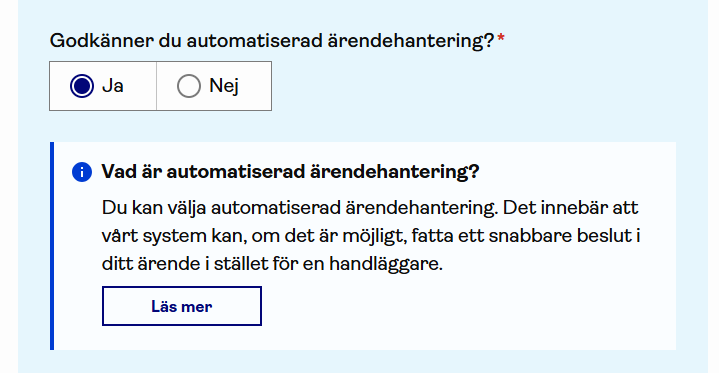 Godkänner du automatiserad ärendehantering?*
Ja Nej
Vad är automatiserad ärendehantering?
Du kan välja automatiserad ärendehantering. Det innebär att
vårt system kan, om det är möjligt, fatta ett snabbare beslut i
ditt ärende i stället för en handläggare.
Läs mer